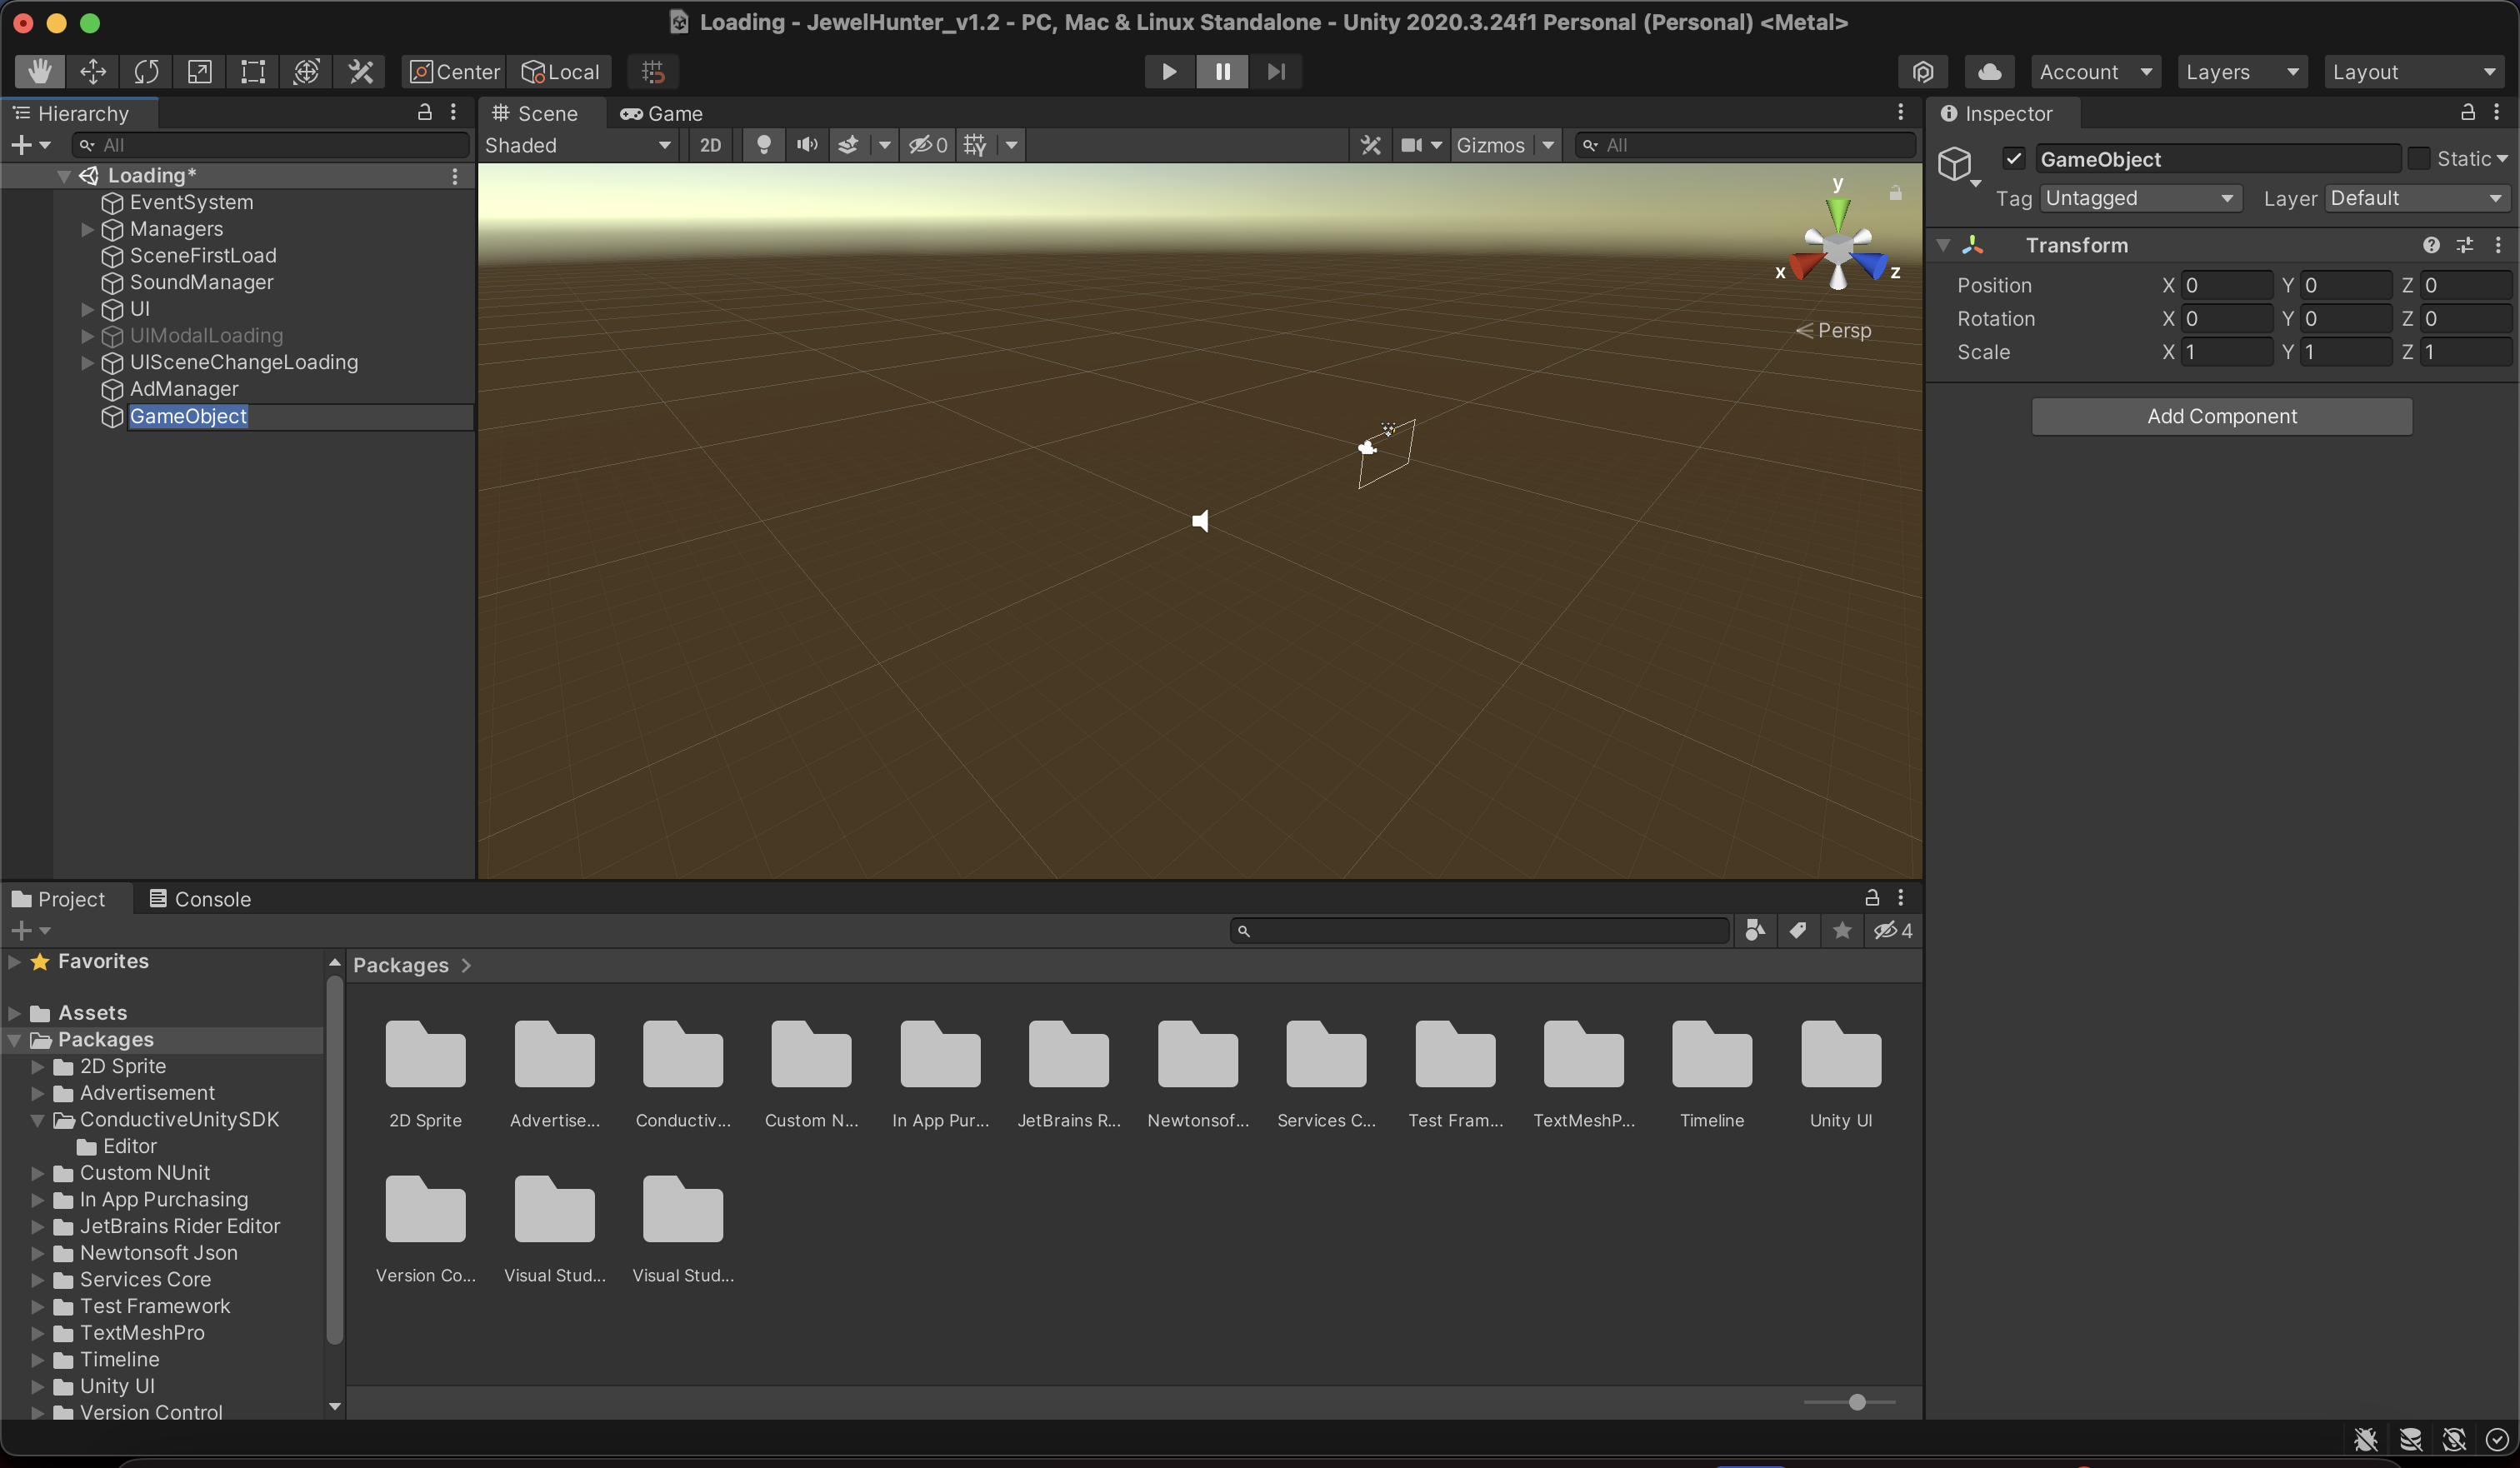 Loading - JewelHunter_v1.2 - PC, Mac & Linux Standalone - Unity 2020.3.24f1 Personal (Personal) <Metal>
Center Local Account Layers Layout
Hierarchy
All
Loading*
EventSystem
Managers
SceneFirstLoad
SoundManager
UI
UIModalLoading
UISceneChangeLoading
AdManager
GameObject
Scene Game
Shaded 2D 0 Gizmos All
y
x z
Persp
Inspector
GameObject Static
Tag Untagged Layer Default
Transform
Position X 0 Y 0 Z 0
Rotation X 0 Y 0 Z 0
Scale X 1 Y 1 Z 1
Add Component
Project Console
4
Favorites
Assets
Packages
2D Sprite
Advertisement
ConductiveUnitySDK
Editor
Custom NUnit
In App Purchasing
JetBrains Rider Editor
Newtonsoft Json
Services Core
Test Framework
TextMeshPro
Timeline
Unity UI
Version Control
Packages >
2D Sprite Advertise... Conductiv... Custom N... In App Pur... JetBrains R... Newtonsof... Services C... Test Fram... TextMeshP... Timeline Unity UI
Version Co... Visual Stud... Visual Stud...